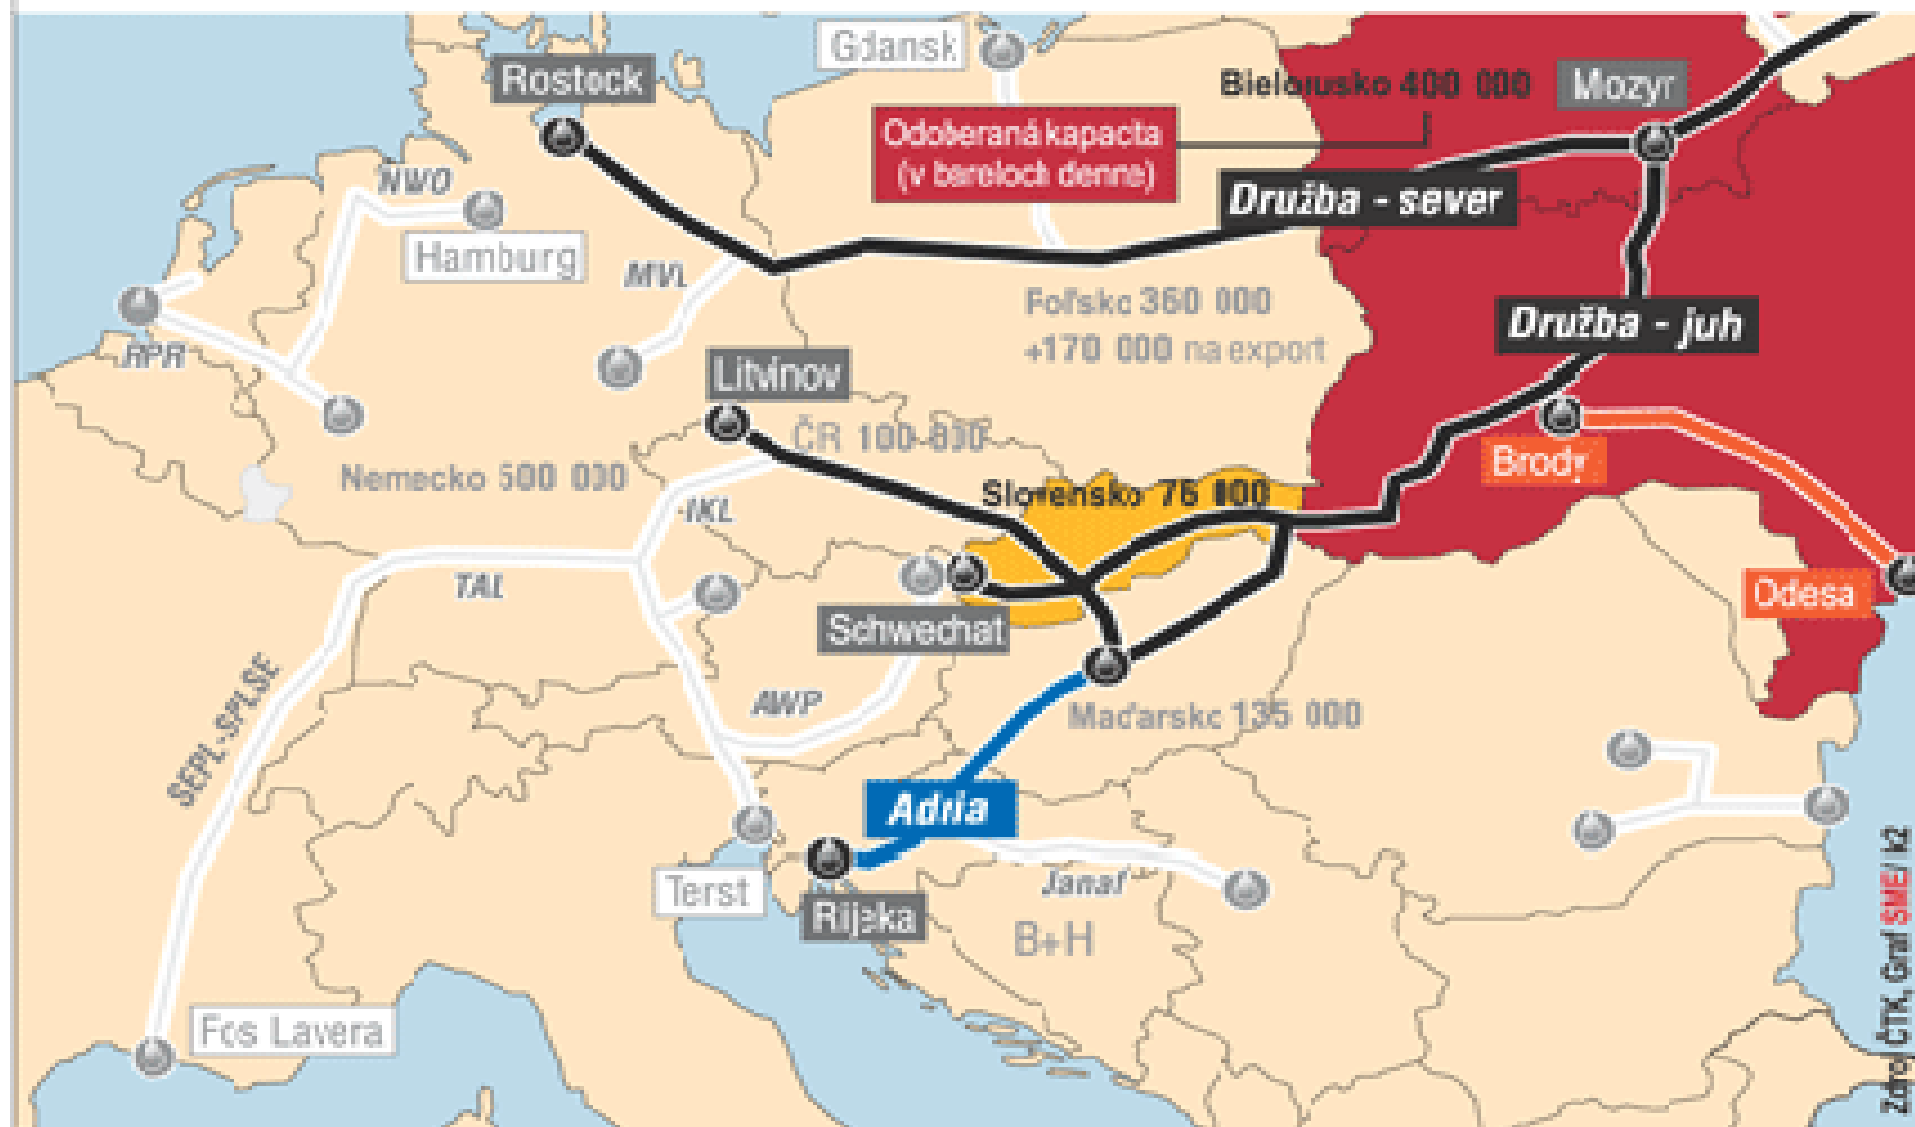 Gdansk
Rostock
Bielorusko 400 000
Mozyr
Odoberaná kapacita
(v bareloch denne)
NWO
Družba - sever
Hamburg
MVL
Poľsko 360 000
+170 000 na export
Družba - juh
RPR
Litvínov
ČR 100 000
Nemecko 500 000
Brody
Slovensko 76 000
IKL
TAL
Odesa
Schwechat
SEPL-SPLSE
AWP
Maďarsko 135 000
Adria
Terst
Janaf
Rijeka
B+H
Fos Lavera
Zdroj ČTK, Graf SME/ k2